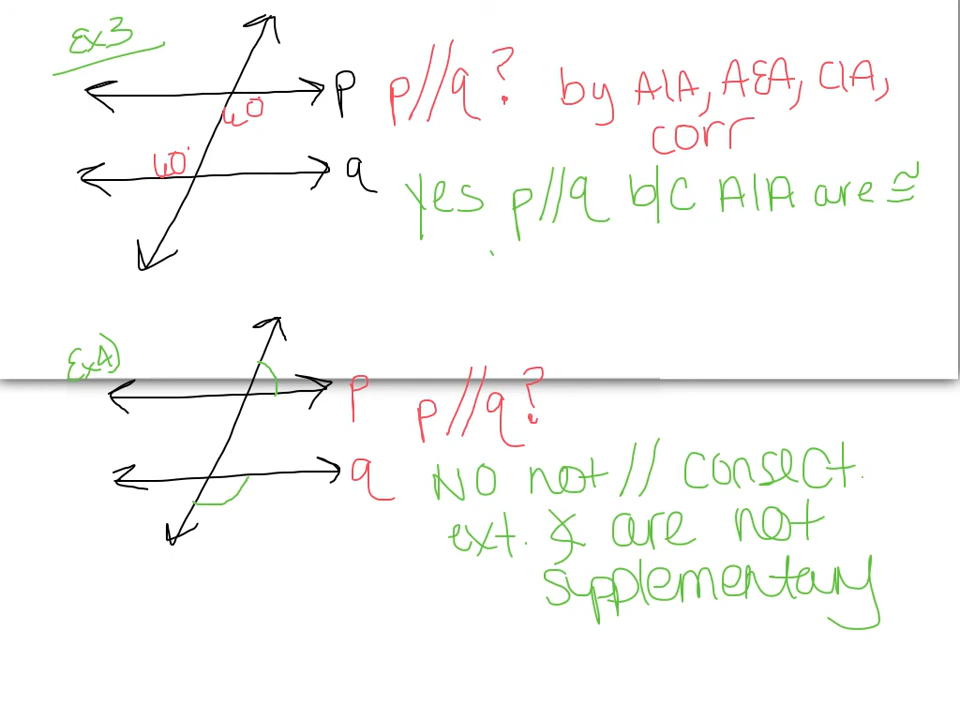 Ex3
p
p//q? by AIA, AEA, CIA,
corr
40
40°
q
Yes p//q b/c AIA are ≅
Ex4)
p
p//q?
q
NO not // consect.
ext. ∡ are not
supplementary